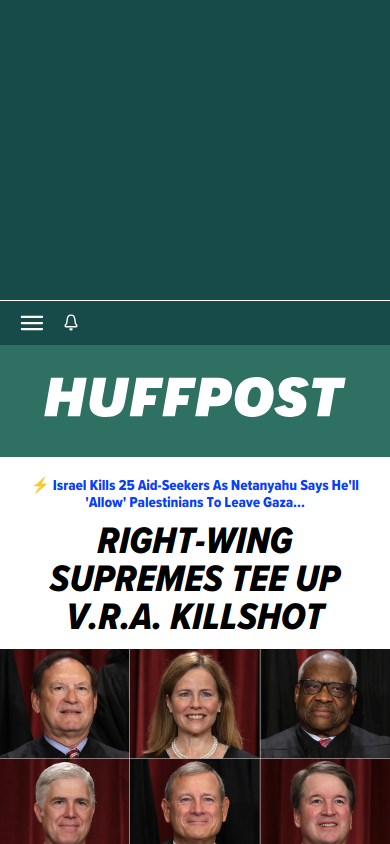 HUFFPOST
⚡ Israel Kills 25 Aid-Seekers As Netanyahu Says He'll
'Allow' Palestinians To Leave Gaza...
RIGHT-WING
SUPREMES TEE UP
V.R.A. KILLSHOT